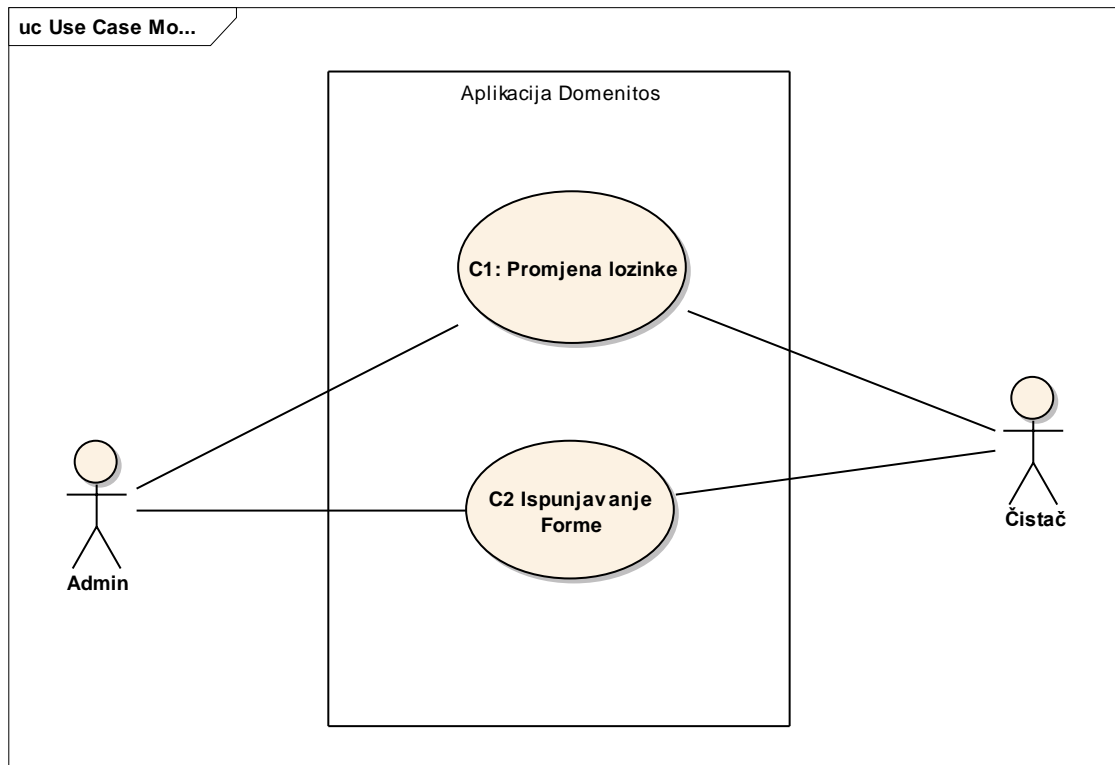 uc Use Case Mo...
Aplikacija Domenitos
C1: Promjena lozinke
C2 Ispunjavanje
Forme
Admin
Čistač